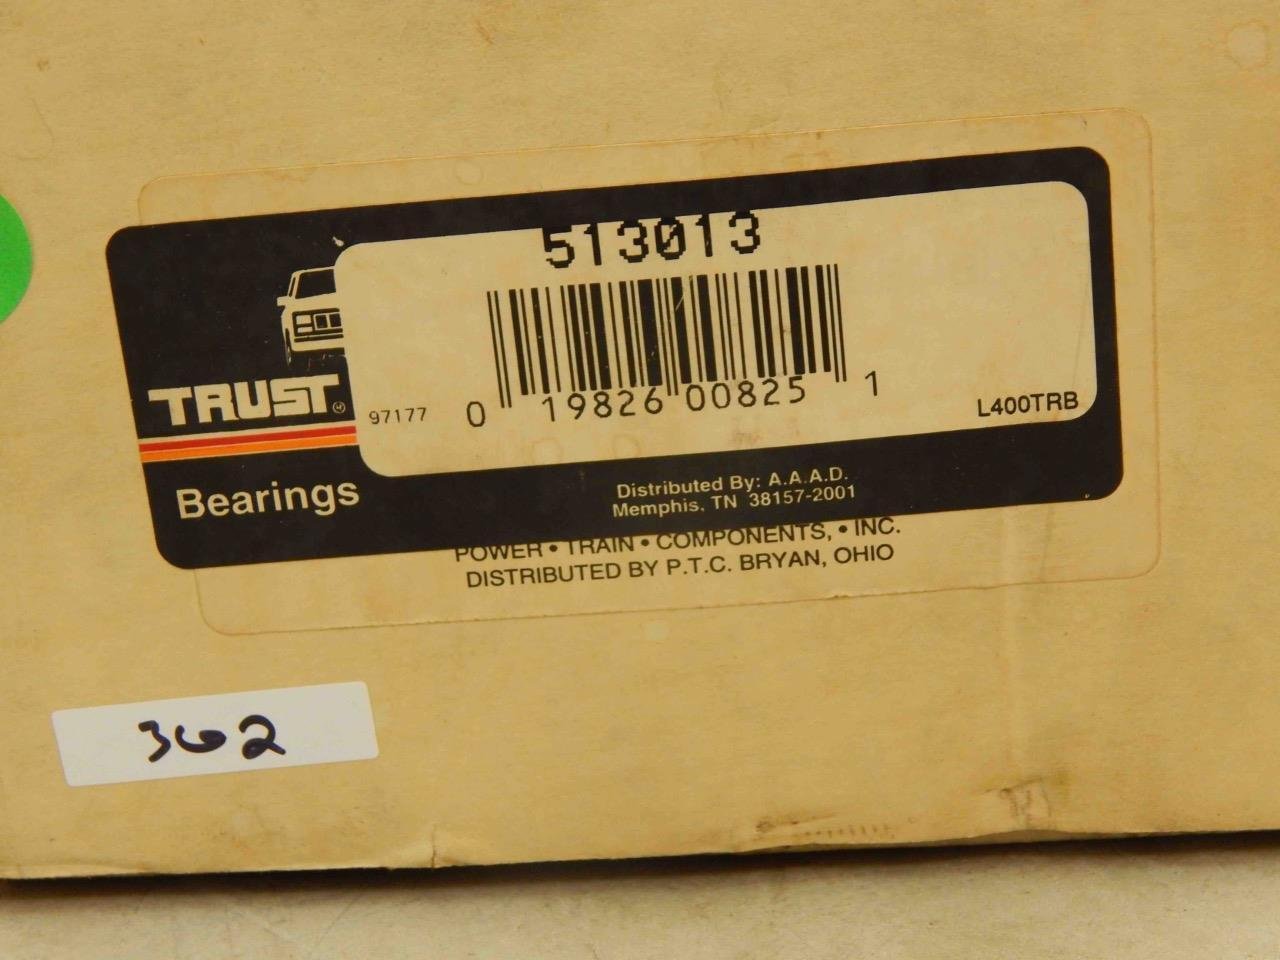 513013
TRUST®
97177
0 19826 00825 1
L400TRB
Bearings
Distributed By: A.A.A.D.
Memphis, TN 38157-2001
POWER • TRAIN • COMPONENTS, • INC.
DISTRIBUTED BY P.T.C. BRYAN, OHIO
362